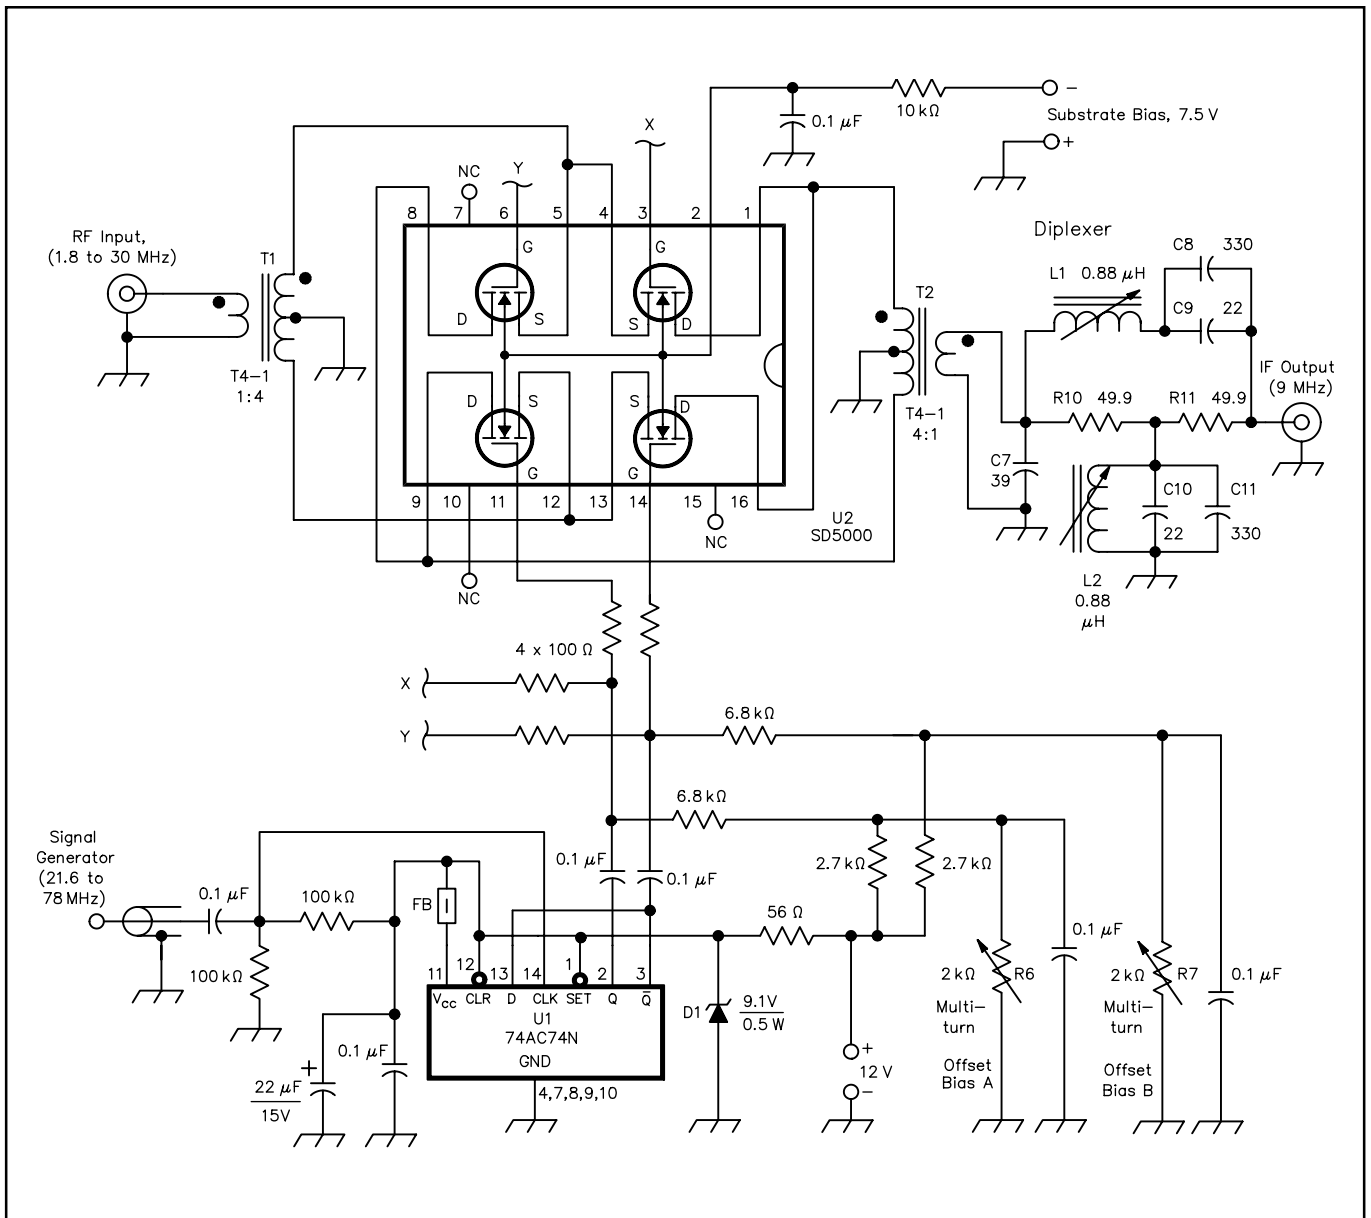 X
0.1 µF
10 kΩ
−
Substrate Bias, 7.5 V
+
NC
Y
8
7
6
5
4
3
2
1
RF Input,
(1.8 to 30 MHz)
T1
T4-1
1:4
G
G
D
S
S
D
D
S
S
D
G
G
9
10
11
12
13
14
15
16
NC
NC
U2
SD5000
T2
T4-1
4:1
Diplexer
C8
330
L1
0.88 µH
C9
22
IF Output
(9 MHz)
R10
49.9
R11
49.9
C7
39
C10
22
C11
330
L2
0.88
µH
4 x 100 Ω
X
Y
6.8 kΩ
6.8 kΩ
2.7 kΩ
2.7 kΩ
Signal
Generator
(21.6 to
78 MHz)
0.1 µF
100 kΩ
100 kΩ
FB
0.1 µF
0.1 µF
56 Ω
11
12
13
14
1
2
3
VCC
CLR
D
CLK
SET
Q
Q̅
U1
74AC74N
GND
4,7,8,9,10
D1
9.1V
0.5 W
+
12 V
−
2 kΩ
R6
Multi-
turn
Offset
Bias A
0.1 µF
2 kΩ
R7
Multi-
turn
Offset
Bias B
0.1 µF
0.1 µF
+
22 µF
15V